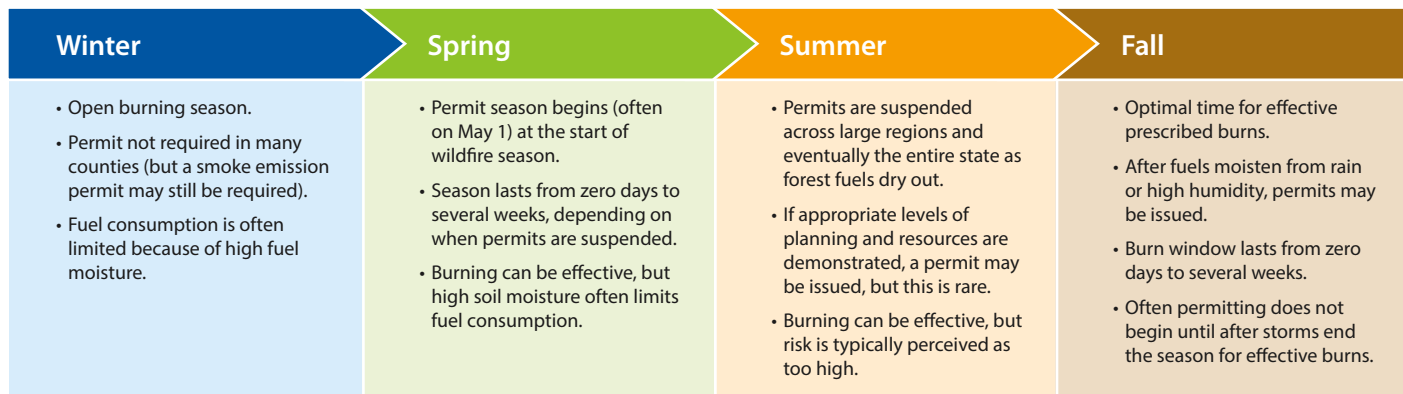 Winter
• Open burning season.
• Permit not required in many
counties (but a smoke emission
permit may still be required).
• Fuel consumption is often
limited because of high fuel
moisture.
Spring
• Permit season begins (often
on May 1) at the start of
wildfire season.
• Season lasts from zero days to
several weeks, depending on
when permits are suspended.
• Burning can be effective, but
high soil moisture often limits
fuel consumption.
Summer
• Permits are suspended
across large regions and
eventually the entire state as
forest fuels dry out.
• If appropriate levels of
planning and resources are
demonstrated, a permit may
be issued, but this is rare.
• Burning can be effective, but
risk is typically perceived as
too high.
Fall
• Optimal time for effective
prescribed burns.
• After fuels moisten from rain
or high humidity, permits may
be issued.
• Burn window lasts from zero
days to several weeks.
• Often permitting does not
begin until after storms end
the season for effective burns.